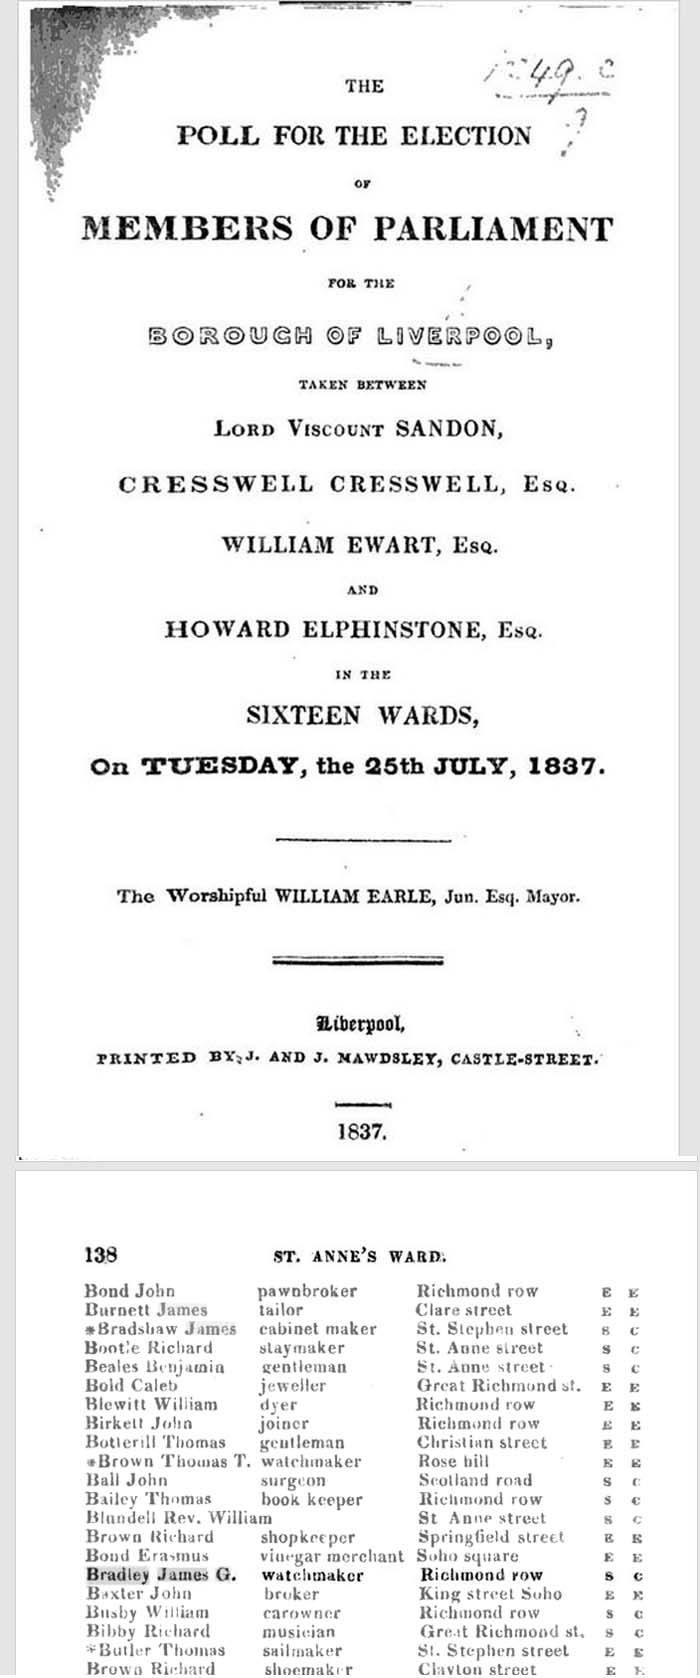 49. c
?
THE
POLL FOR THE ELECTION
OF
MEMBERS OF PARLIAMENT
FOR THE
BOROUGH OF LIVERPOOL,
TAKEN BETWEEN
LORD VISCOUNT SANDON,
CRESSWELL CRESSWELL, ESQ.
WILLIAM EWART, ESQ.
AND
HOWARD ELPHINSTONE, ESQ.
IN THE
SIXTEEN WARDS,
On TUESDAY, the 25th JULY, 1837.
The Worshipful WILLIAM EARLE, Jun. Esq. Mayor.
Liverpool,
PRINTED BY J. AND J. MAWDSLEY, CASTLE-STREET.
1837.
138 ST. ANNE'S WARD.
Bond John pawnbroker Richmond row E E
Burnett James tailor Clare street E E
*Bradshaw James cabinet maker St. Stephen street S C
Bootle Richard staymaker St. Anne street S C
Beales Benjamin gentleman St. Anne street S C
Bold Caleb jeweller Great Richmond st. E E
Blewitt William dyer Richmond row E E
Birkett John joiner Richmond row E E
Botterill Thomas gentleman Christian street E E
*Brown Thomas T. watchmaker Rose hill E E
Ball John surgeon Scotland road S C
Bailey Thomas book keeper Richmond row S C
Blundell Rev. William St Anne street S C
Brown Richard shopkeeper Springfield street E E
Bond Erasmus vinegar merchant Soho square E E
Bradley James G. watchmaker Richmond row S C
Baxter John broker King street Soho E E
Busby William carowner Richmond row S C
Bibby Richard musician Great Richmond st. S C
*Butler Thomas sailmaker St. Stephen street E E
Brown Richard shoemaker Clayton street E E